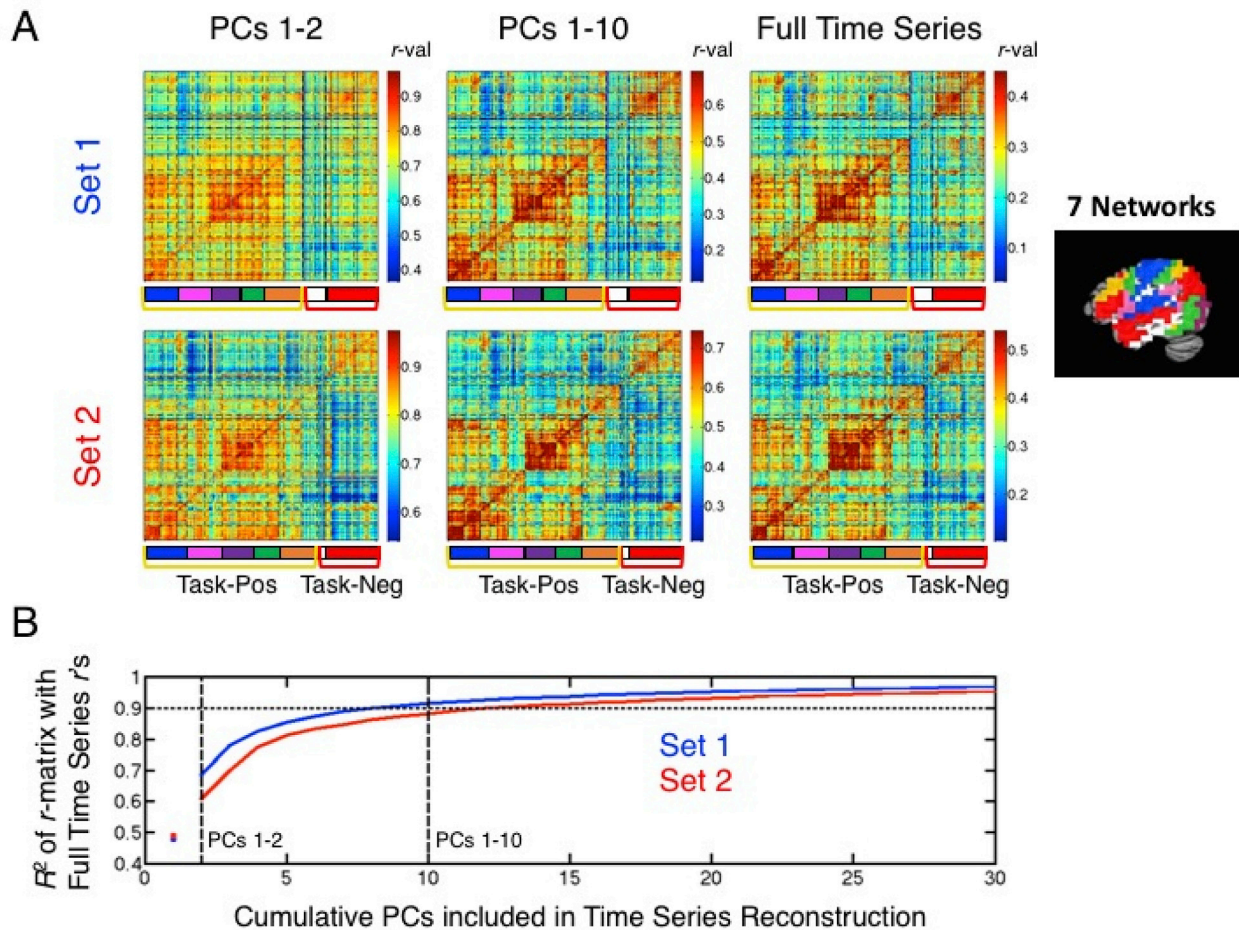 A
PCs 1-2
PCs 1-10
Full Time Series
r-val
r-val
r-val
Set 1
0.9
0.8
0.7
0.6
0.5
0.4
0.6
0.5
0.4
0.3
0.2
0.4
0.3
0.2
0.1
7 Networks
Set 2
0.9
0.8
0.7
0.6
0.7
0.6
0.5
0.4
0.3
0.5
0.4
0.3
0.2
Task-Pos Task-Neg
Task-Pos Task-Neg
Task-Pos Task-Neg
B
R² of r-matrix with
Full Time Series r's
1
0.9
0.8
0.7
0.6
0.5
0.4
Set 1
Set 2
PCs 1-2
PCs 1-10
0 5 10 15 20 25 30
Cumulative PCs included in Time Series Reconstruction